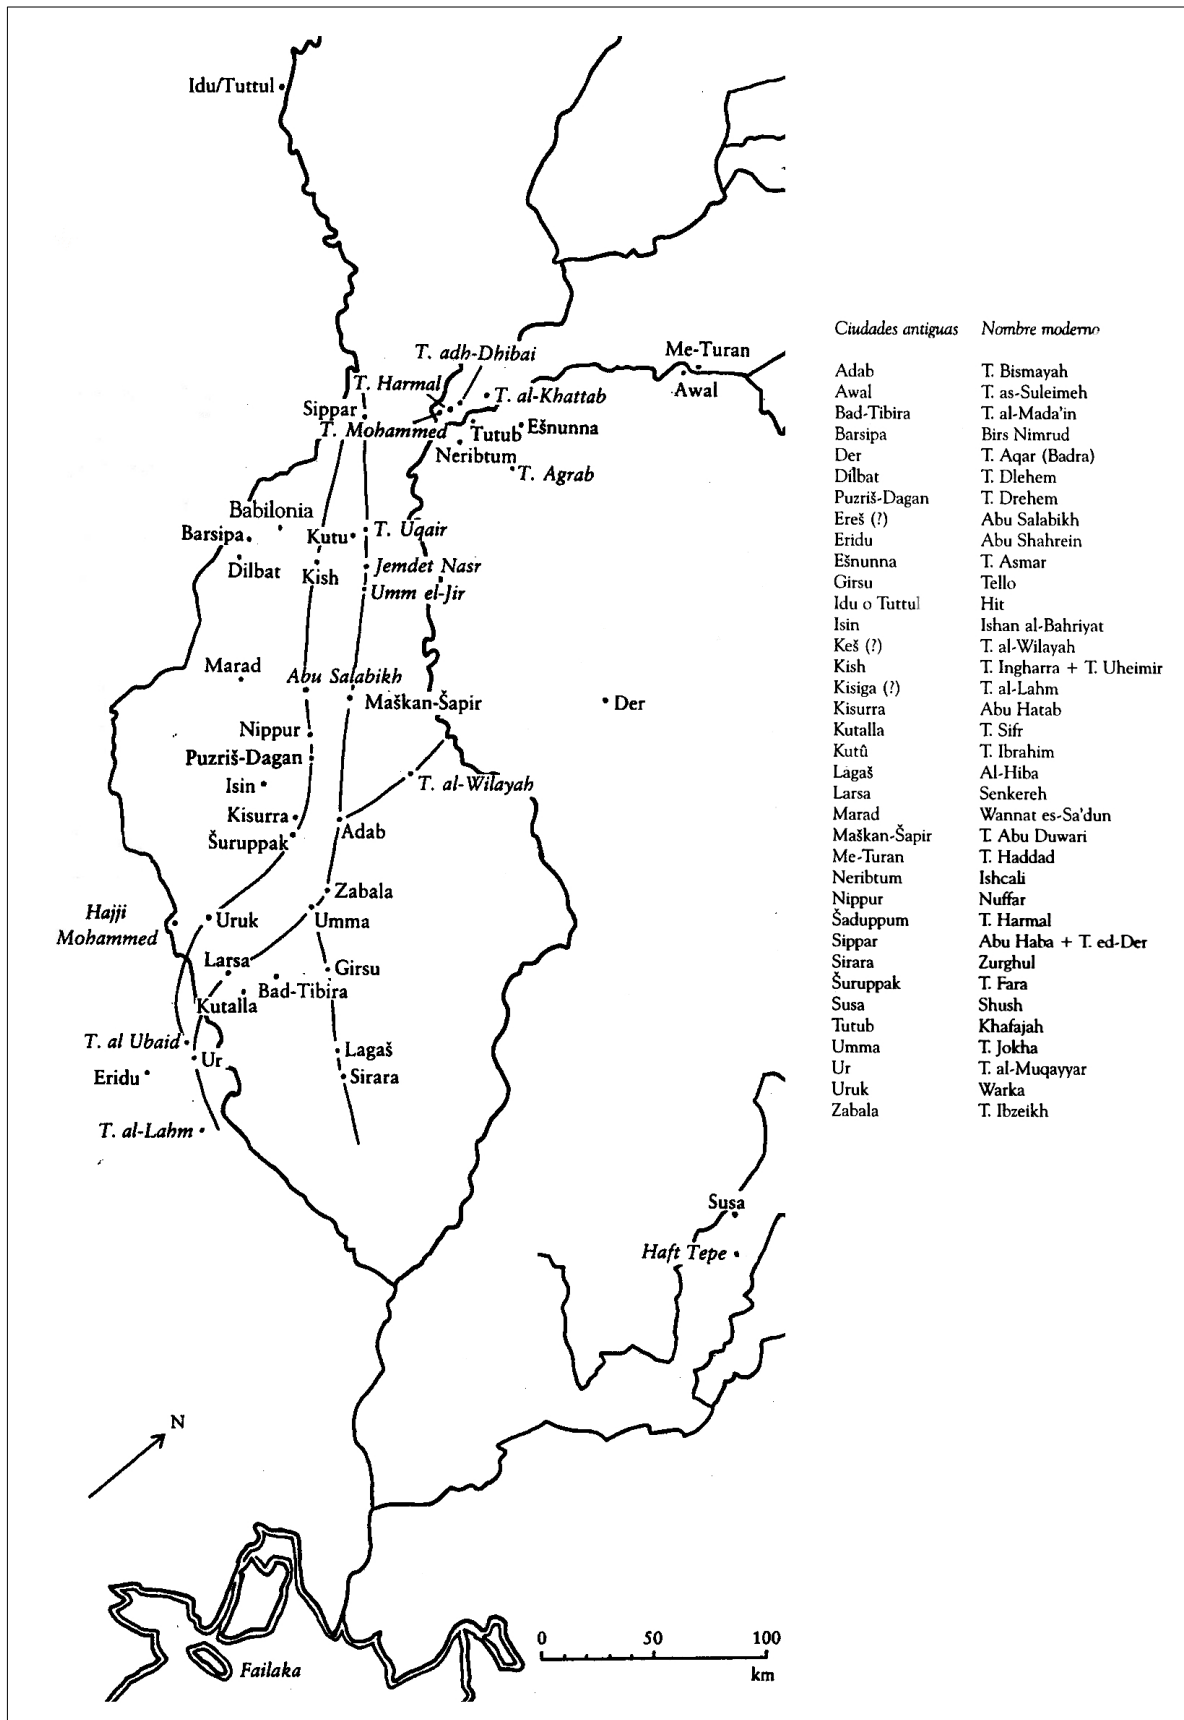 Idu/Tuttul
T. adh-Dhibai
Me-Turan
T. Harmal
Awal
T. al-Khattab
Sippar
T. Mohammed
Tutub
Ešnunna
Neribtum
T. Agrab
Babilonia
Barsipa
Kutu
T. Uqair
Dilbat
Kish
Jemdet Nasr
Umm el-Jir
Marad
Abu Salabikh
Maškan-Šapir
Der
Nippur
Puzriš-Dagan
Isin
T. al-Wilayah
Kisurra
Šuruppak
Adab
Zabala
Hajji
Mohammed
Uruk
Umma
Larsa
Girsu
Bad-Tibira
Kutalla
T. al Ubaid
Ur
Lagaš
Eridu
Sirara
T. al-Lahm
Susa
Haft Tepe
N
Failaka
0 50 100
km
Ciudades antiguas Nombre moderno
Adab T. Bismayah
Awal T. as-Suleimeh
Bad-Tibira T. al-Mada'in
Barsipa Birs Nimrud
Der T. Aqar (Badra)
Dilbat T. Dlehem
Puzriš-Dagan T. Drehem
Ereš (?) Abu Salabikh
Eridu Abu Shahrein
Ešnunna T. Asmar
Girsu Tello
Idu o Tuttul Hit
Isin Ishan al-Bahriyat
Keš (?) T. al-Wilayah
Kish T. Ingharra + T. Uheimir
Kisiga (?) T. al-Lahm
Kisurra Abu Hatab
Kutalla T. Sifr
Kutû T. Ibrahim
Lagaš Al-Hiba
Larsa Senkereh
Marad Wannat es-Sa'dun
Maškan-Šapir T. Abu Duwari
Me-Turan T. Haddad
Neribtum Ishcali
Nippur Nuffar
Šaduppum T. Harmal
Sippar Abu Haba + T. ed-Der
Sirara Zurghul
Šuruppak T. Fara
Susa Shush
Tutub Khafajah
Umma T. Jokha
Ur T. al-Muqayyar
Uruk Warka
Zabala T. Ibzeikh